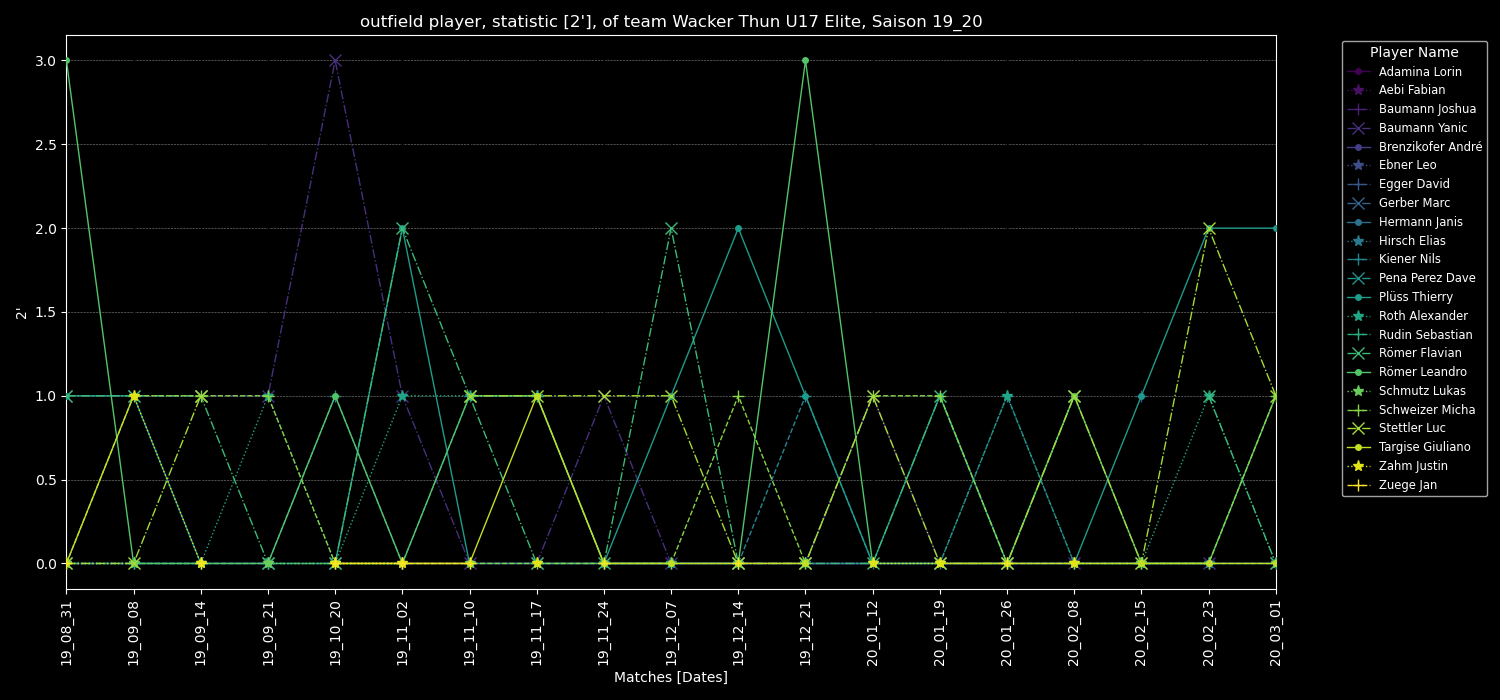 outfield player, statistic [2'], of team Wacker Thun U17 Elite, Saison 19_20
3.0
2.5
2.0
1.5
1.0
0.5
0.0
2'
19_08_31
19_09_08
19_09_14
19_09_21
19_10_20
19_11_02
19_11_10
19_11_17
19_11_24
19_12_07
19_12_14
19_12_21
20_01_12
20_01_19
20_01_26
20_02_08
20_02_15
20_02_23
20_03_01
Matches [Dates]
Player Name
Adamina Lorin
Aebi Fabian
Baumann Joshua
Baumann Yanic
Brenzikofer André
Ebner Leo
Egger David
Gerber Marc
Hermann Janis
Hirsch Elias
Kiener Nils
Pena Perez Dave
Plüss Thierry
Roth Alexander
Rudin Sebastian
Römer Flavian
Römer Leandro
Schmutz Lukas
Schweizer Micha
Stettler Luc
Targise Giuliano
Zahm Justin
Zuege Jan